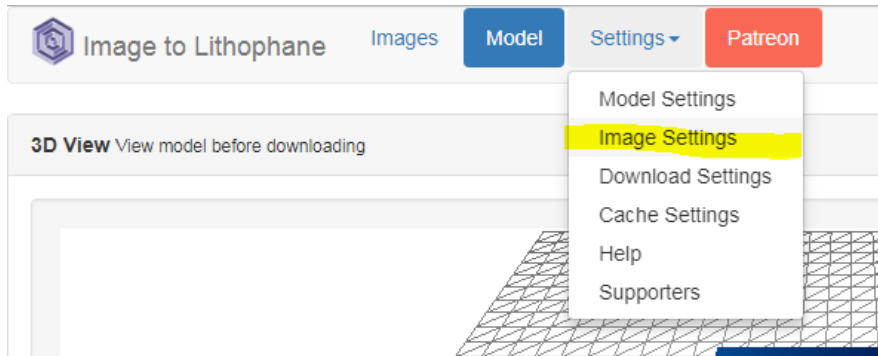 Image to Lithophane Images Model Settings Patreon
Model Settings
Image Settings
Download Settings
Cache Settings
Help
Supporters
3D View View model before downloading